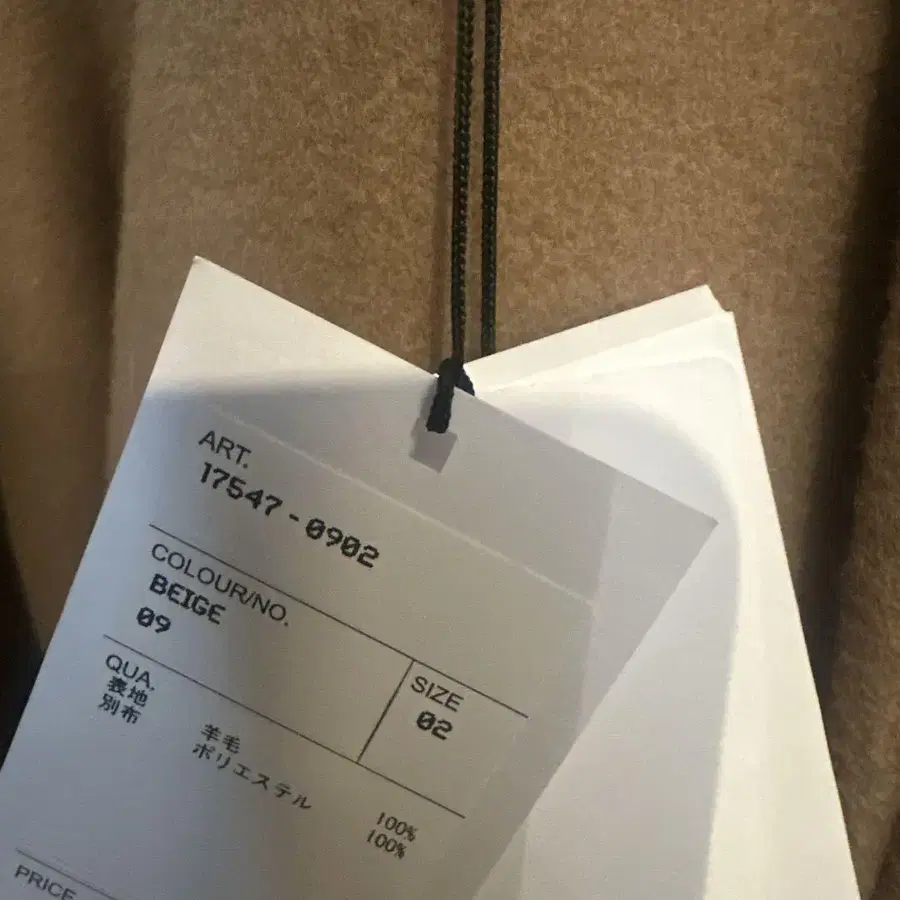 ART.
17547-0902
COLOUR/NO.
BEIGE
09
SIZE
02
QUA.
表地 羊毛 100%
別布 ポリエステル 100%
PRICE